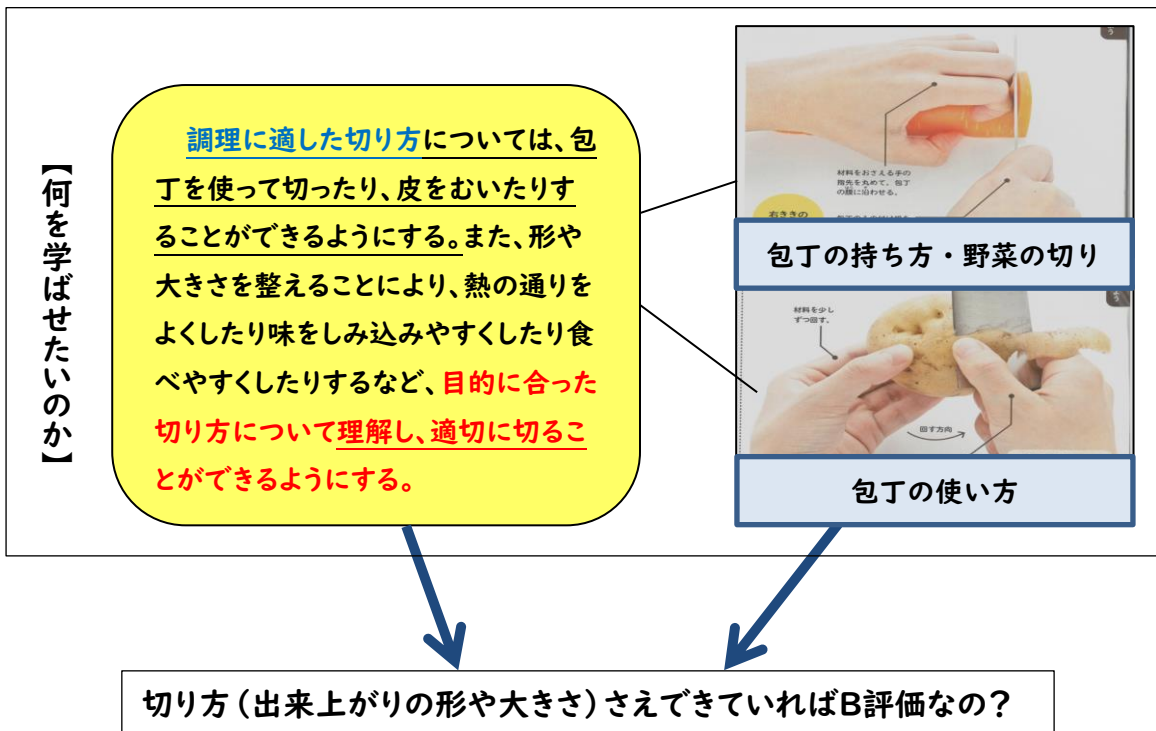 【何を学ばせたいのか】
調理に適した切り方については、包
丁を使って切ったり、皮をむいたりす
ることができるようにする。また、形や
大きさを整えることにより、熱の通りを
よくしたり味をしみ込みやすくしたり食
べやすくしたりするなど、目的に合った
切り方について理解し、適切に切るこ
とができるようにする。
う
材料をおさえる手の
指先を丸めて、包丁
の腹に沿わせる。
右ききの
包丁の持ち方・野菜の切り
材料を少し
ずつ回す。
回す方向
包丁の使い方
切り方（出来上がりの形や大きさ）さえできていればB評価なの？